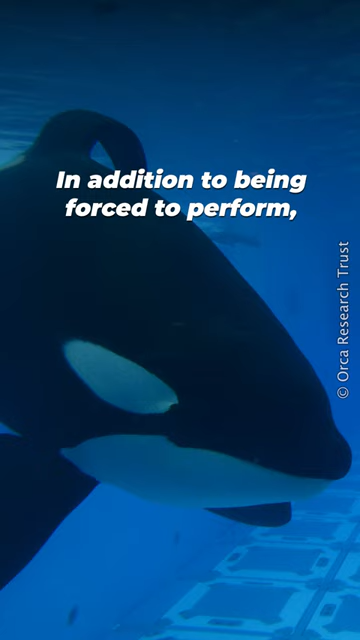 In addition to being
forced to perform,
© Orca Research Trust